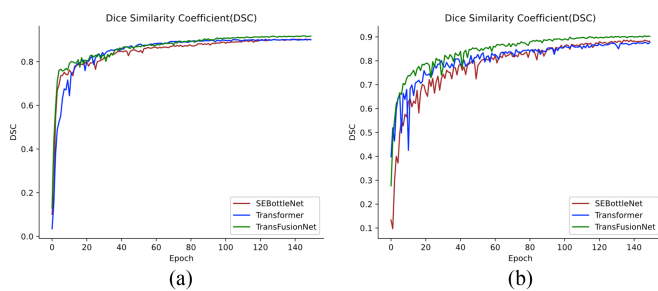 Dice Similarity Coefficient(DSC)
DSC
0.8
0.6
0.4
0.2
0.0
0
20
40
60
80
100
120
140
Epoch
SEBottleNet
Transformer
TransFusionNet
(a)
Dice Similarity Coefficient(DSC)
DSC
0.9
0.8
0.7
0.6
0.5
0.4
0.3
0.2
0.1
0
20
40
60
80
100
120
140
Epoch
SEBottleNet
Transformer
TransFusionNet
(b)